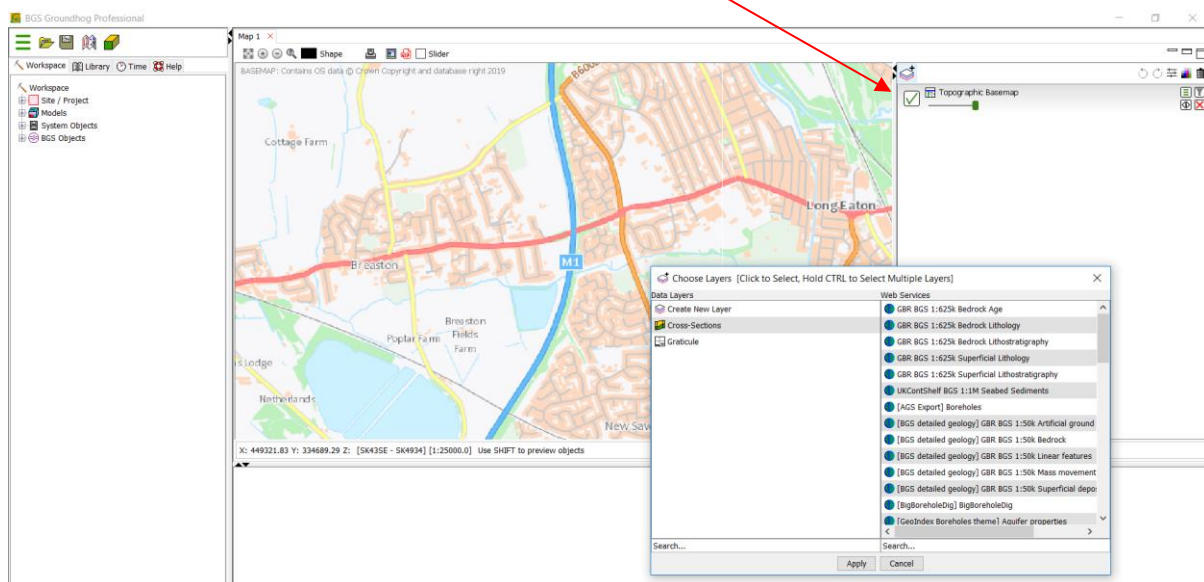 BGS Groundhog Professional
Map 1
Shape
Slider
Workspace Library Time Help
BASEMAP: Contains OS data © Crown Copyright and database right 2019
Workspace
Site / Project
Models
System Objects
BGS Objects
Topographic Basemap
Cottage Farm
Long Eaton
Breaston
M1
Breaston
Fields
Farm
Poplar Farm
Netherlands
New Saw
X: 449321.83 Y: 334689.29 Z: [SK43SE - SK4934] [1:25000.0] Use SHIFT to preview objects
Choose Layers [Click to Select, Hold CTRL to Select Multiple Layers]
Data Layers
Create New Layer
Cross-Sections
Graticule
Search...
Web Services
GBR BGS 1:625k Bedrock Age
GBR BGS 1:625k Bedrock Lithology
GBR BGS 1:625k Bedrock Lithostratigraphy
GBR BGS 1:625k Superficial Lithology
GBR BGS 1:625k Superficial Lithostratigraphy
UKContShelf BGS 1:1M Seabed Sediments
[AGS Export] Boreholes
[BGS detailed geology] GBR BGS 1:50k Artificial ground
[BGS detailed geology] GBR BGS 1:50k Bedrock
[BGS detailed geology] GBR BGS 1:50k Linear features
[BGS detailed geology] GBR BGS 1:50k Mass movement
[BGS detailed geology] GBR BGS 1:50k Superficial depo
[BigBoreholeDig] BigBoreholeDig
[GeoIndex Boreholes theme] Aquifer properties
Search...
Apply Cancel